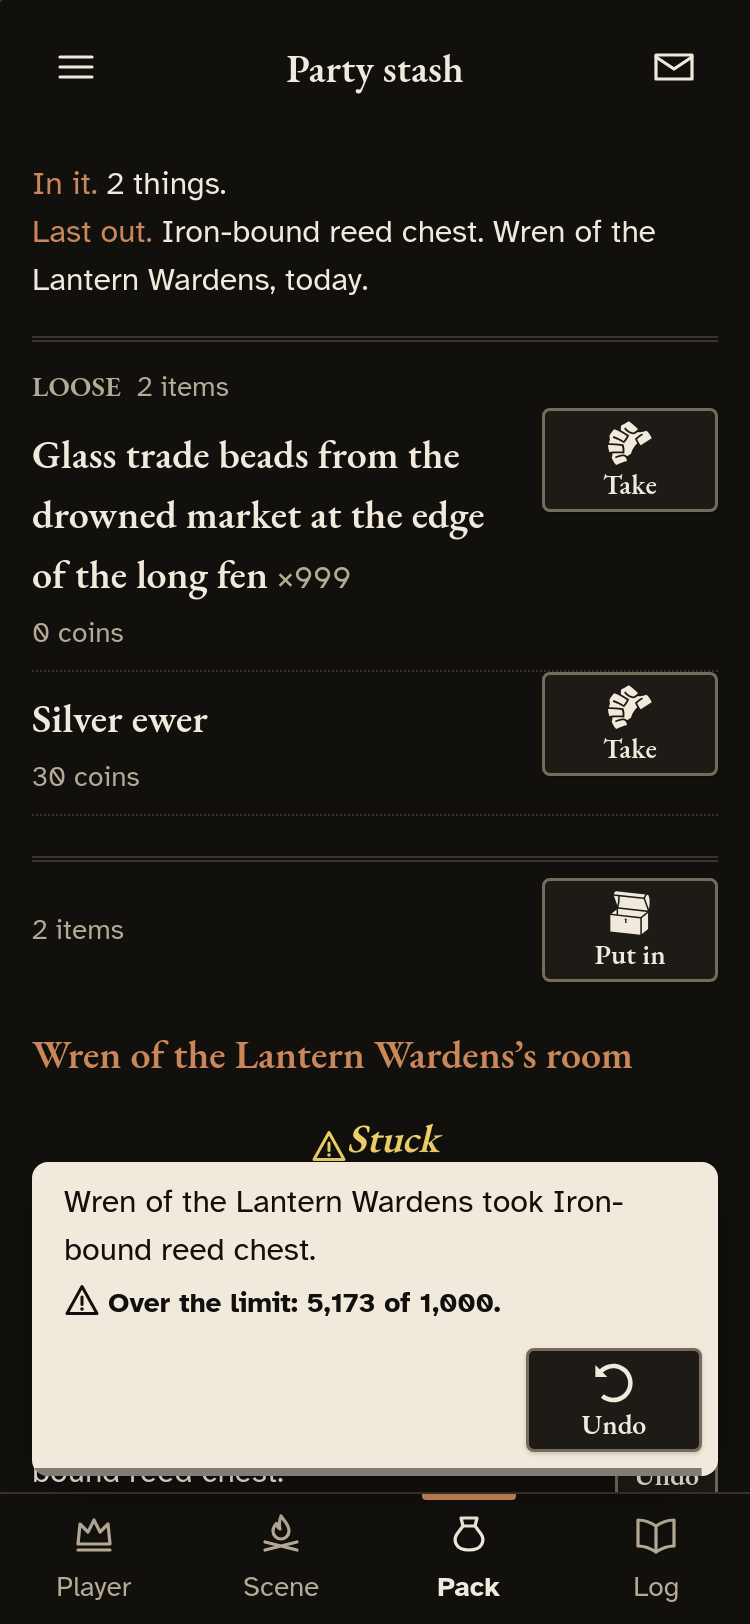 Party stash
In it. 2 things.
Last out. Iron-bound reed chest. Wren of the
Lantern Wardens, today.
LOOSE 2 items
Glass trade beads from the
drowned market at the edge
of the long fen ×999
0 coins
Take
Silver ewer
30 coins
Take
2 items
Put in
Wren of the Lantern Wardens’s room
Stuck
Wren of the Lantern Wardens took Iron-
bound reed chest.
Over the limit: 5,173 of 1,000.
Undo
bound reed chest.
Undo
Player
Scene
Pack
Log